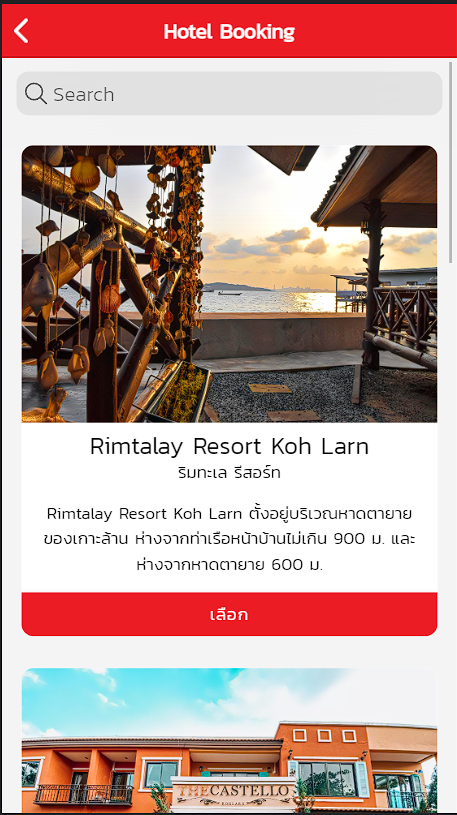 Hotel Booking
Search
Rimtalay Resort Koh Larn
ริมทะเล รีสอร์ท
Rimtalay Resort Koh Larn ตั้งอยู่บริเวณหาดตายาย
ของเกาะล้าน ห่างจากท่าเรือหน้าบ้านไม่เกิน 900 ม. และ
ห่างจากหาดตายาย 600 ม.
เลือก
THE CASTELLO